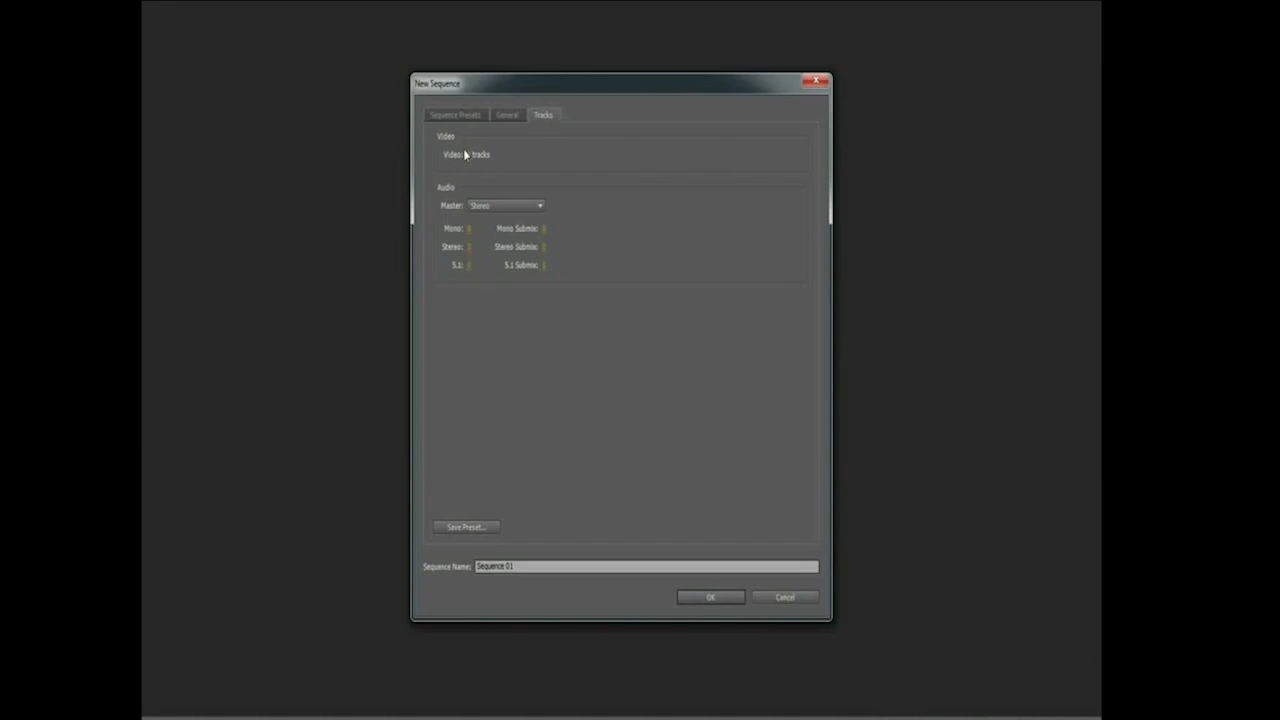 New Sequence
Sequence Presets General Tracks
Video
Video: tracks
Audio
Master: Stereo
Mono: Mono Submix:
Stereo: Stereo Submix:
5.1: 5.1 Submix:
Save Preset...
Sequence Name: Sequence 01
OK Cancel